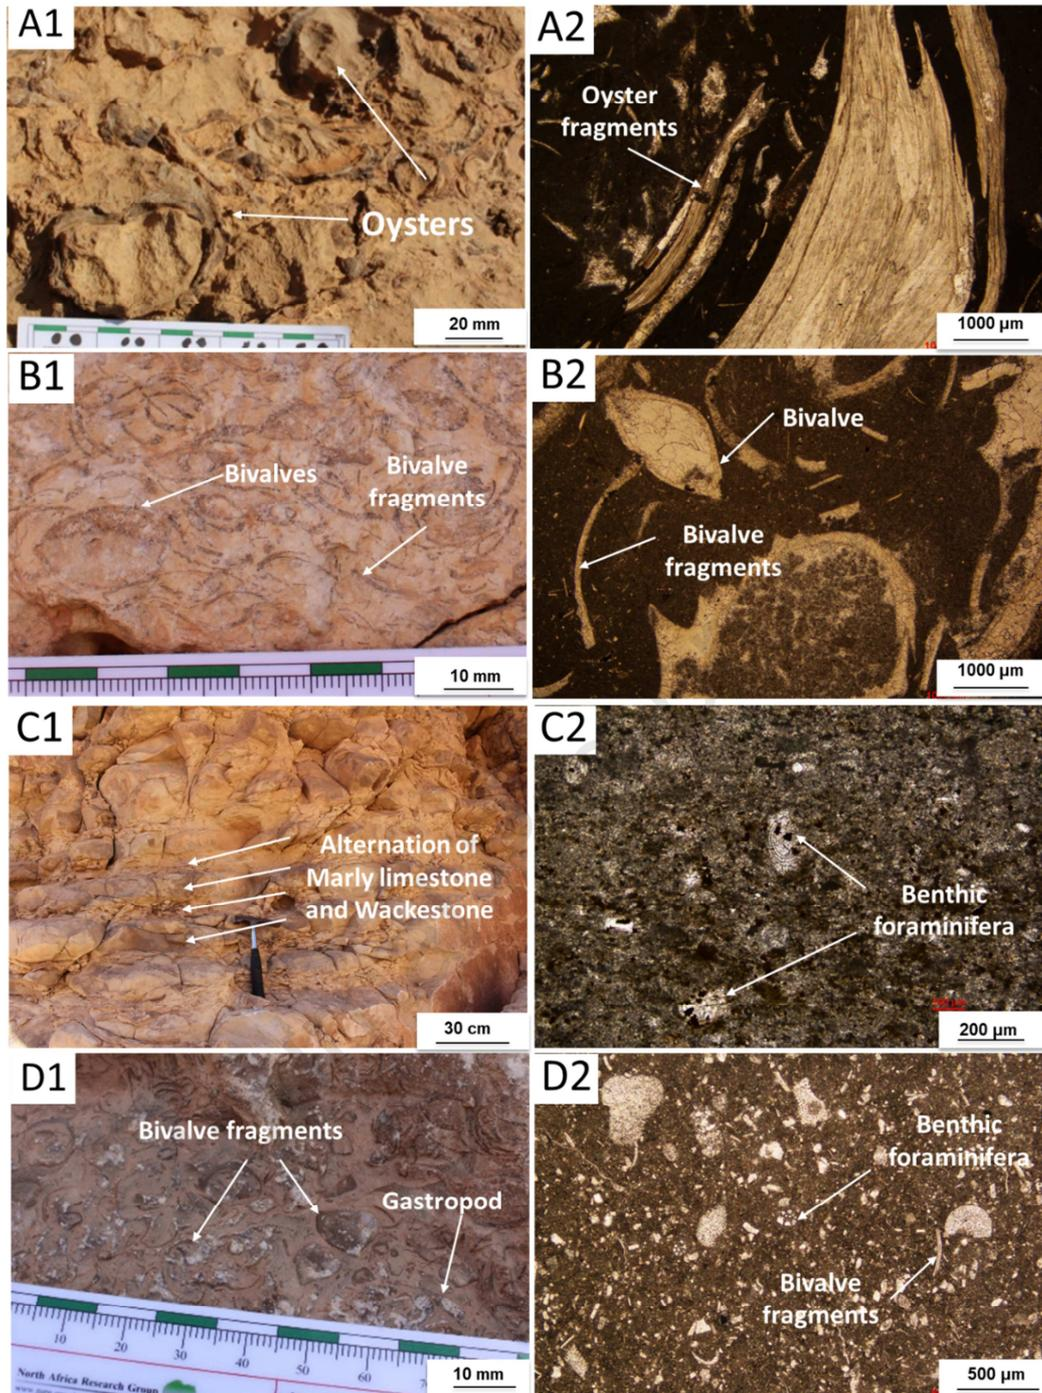 A1
Oysters
20 mm
A2
Oyster
fragments
1000 µm
B1
Bivalves
Bivalve
fragments
10 mm
B2
Bivalve
Bivalve
fragments
1000 µm
C1
Alternation of
Marly limestone
and Wackestone
30 cm
C2
Benthic
foraminifera
200 µm
D1
Bivalve fragments
Gastropod
10 20 30 40 50 60
North Africa Research Group
10 mm
D2
Benthic
foraminifera
Bivalve
fragments
500 µm